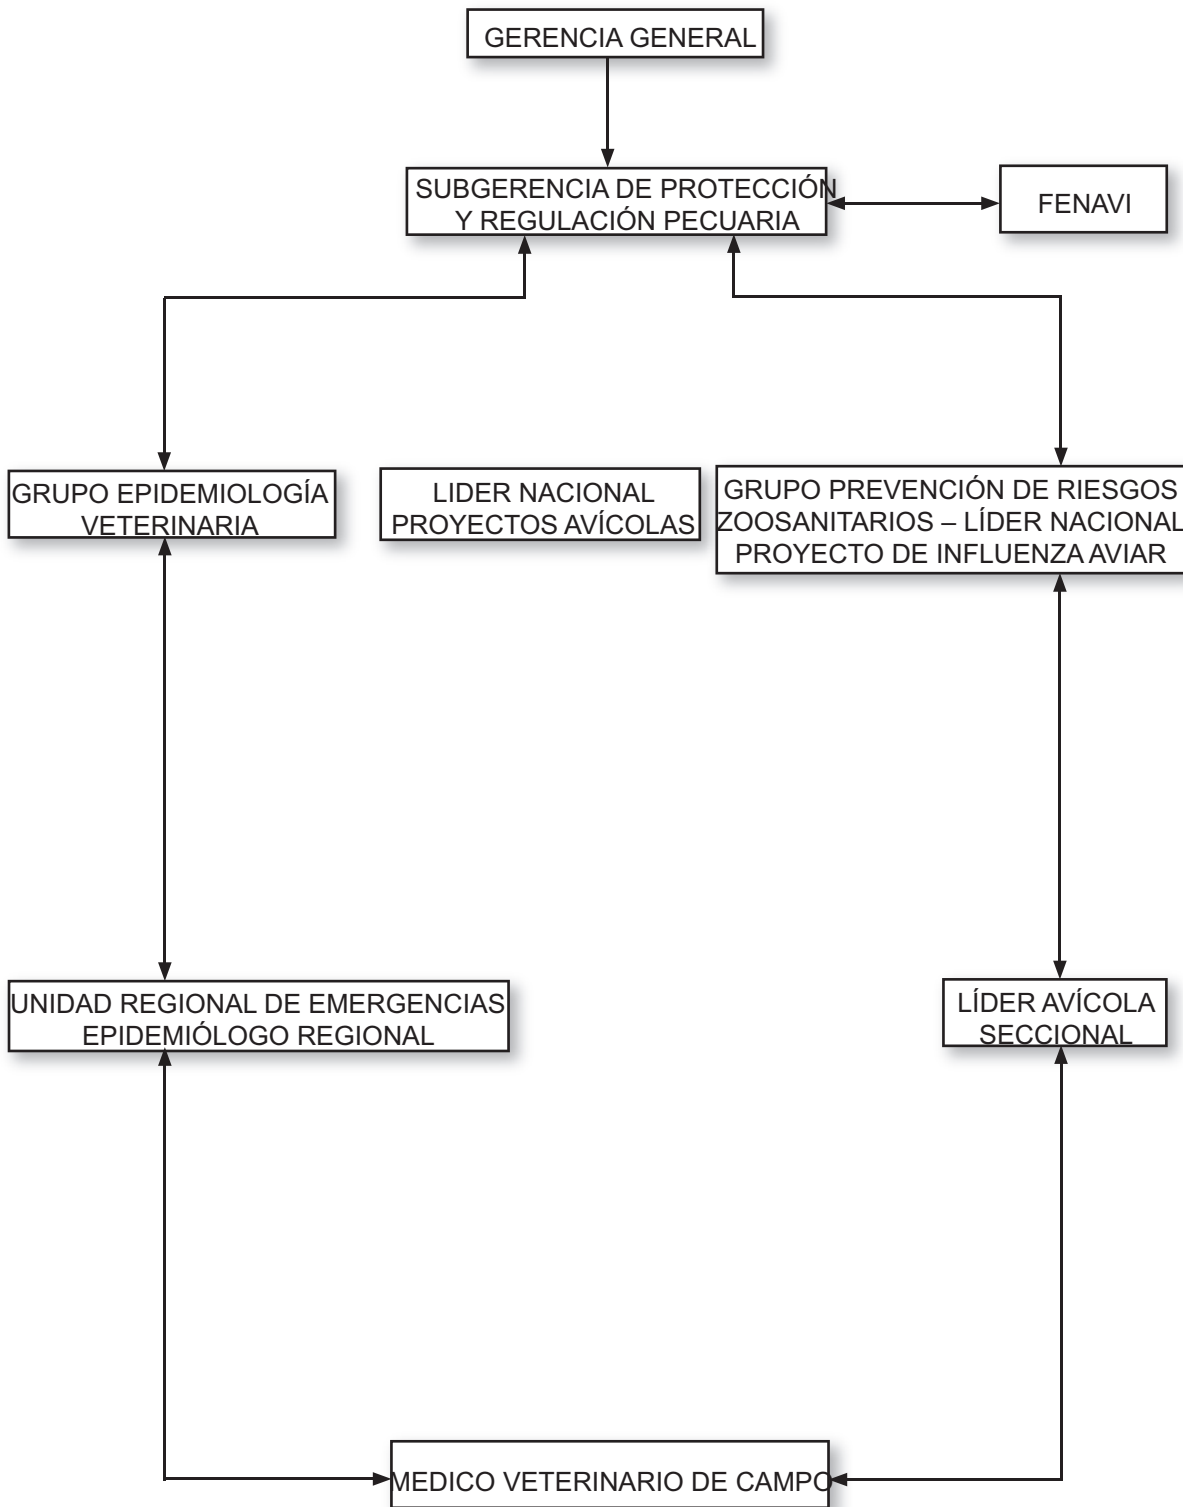 GERENCIA GENERAL
SUBGERENCIA DE PROTECCIÓN
Y REGULACIÓN PECUARIA
FENAVI
GRUPO EPIDEMIOLOGÍA
VETERINARIA
LIDER NACIONAL
PROYECTOS AVÍCOLAS
GRUPO PREVENCIÓN DE RIESGOS
ZOOSANITARIOS – LÍDER NACIONAL
PROYECTO DE INFLUENZA AVIAR
UNIDAD REGIONAL DE EMERGENCIAS
EPIDEMIÓLOGO REGIONAL
LÍDER AVÍCOLA
SECCIONAL
MEDICO VETERINARIO DE CAMPO